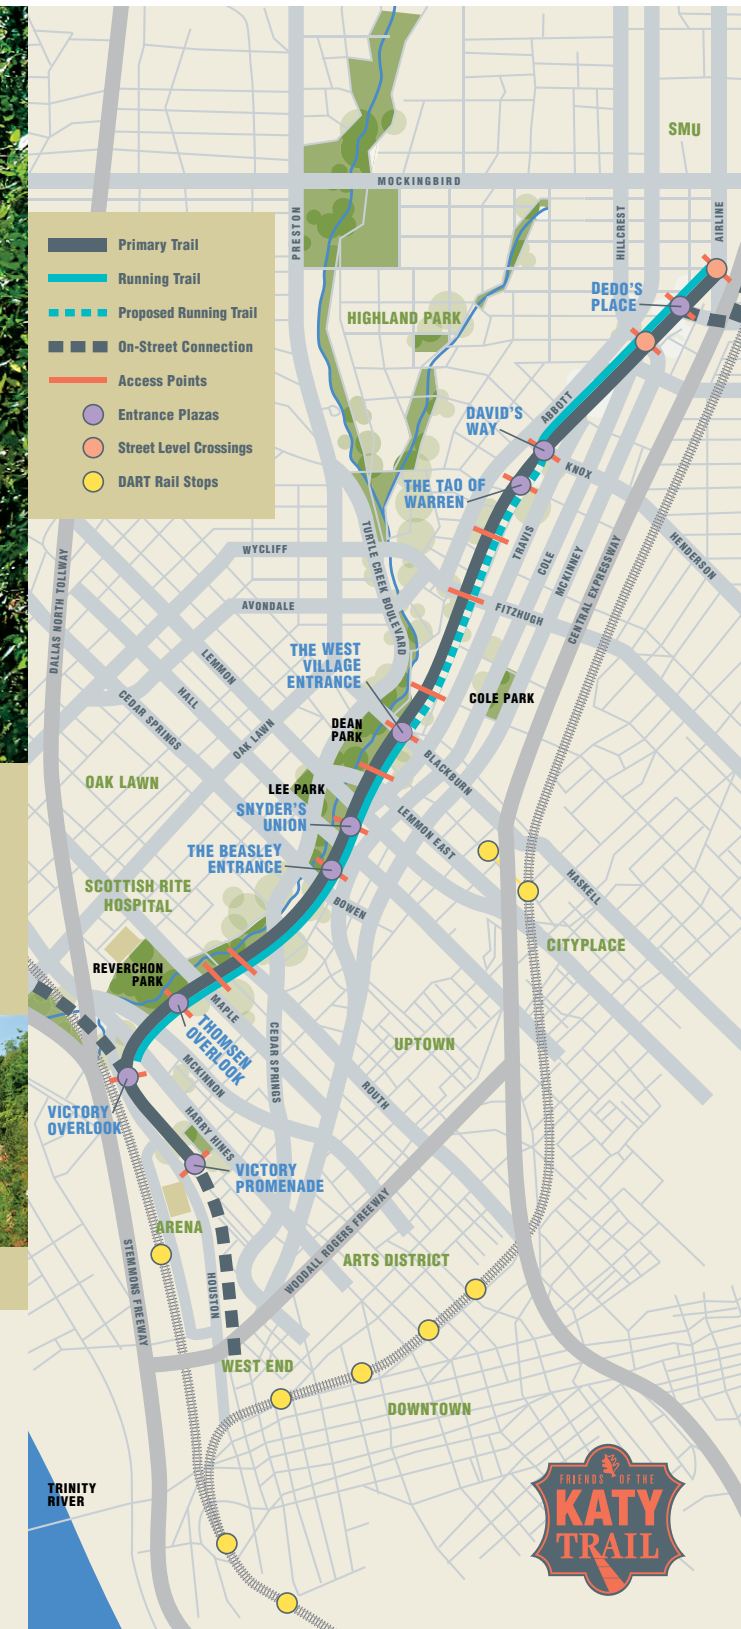 SMU
MOCKINGBIRD
PRESTON
HILLCREST
AIRLINE
Primary Trail
Running Trail
Proposed Running Trail
On-Street Connection
Access Points
Entrance Plazas
Street Level Crossings
DART Rail Stops
DEDO'S
PLACE
HIGHLAND PARK
ABBOTT
DAVID'S
WAY
KNOX
THE TAO OF
WARREN
TURTLE CREEK BOULEVARD
TRAVIS
COLE
MCKINNEY
CENTRAL EXPRESSWAY
HENDERSON
WYCLIFF
DALLAS NORTH TOLLWAY
AVONDALE
FITZHUGH
LEMMON
HALL
CEDAR SPRINGS
OAK LAWN
THE WEST
VILLAGE
ENTRANCE
COLE PARK
DEAN
PARK
BLACKBURN
OAK LAWN
LEE PARK
SNYDER'S
UNION
LEMMON EAST
THE BEASLEY
ENTRANCE
HASKELL
SCOTTISH RITE
HOSPITAL
BOWEN
CITYPLACE
REVERCHON
PARK
MAPLE
THOMSEN
OVERLOOK
CEDAR SPRINGS
UPTOWN
MCKINNON
ROUTH
VICTORY
OVERLOOK
HARRY HINES
VICTORY
PROMENADE
ARENA
WOODALL ROGERS FREEWAY
STEMMONS FREEWAY
HOUSTON
ARTS DISTRICT
WEST END
DOWNTOWN
TRINITY
RIVER
FRIENDS OF THE
KATY
TRAIL